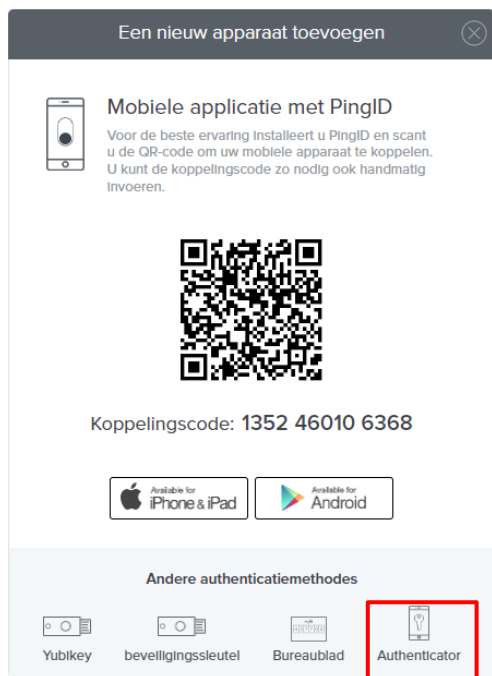 Een nieuw apparaat toevoegen
Mobiele applicatie met PingID
Voor de beste ervaring installeert u PingID en scant
u de QR-code om uw mobiele apparaat te koppelen.
U kunt de koppelingscode zo nodig ook handmatig
invoeren.
Koppelingscode: 1352 46010 6368
Available for
iPhone & iPad
Available for
Android
Andere authenticatiemethodes
Yubikey
beveiligingssleutel
Bureaublad
Authenticator